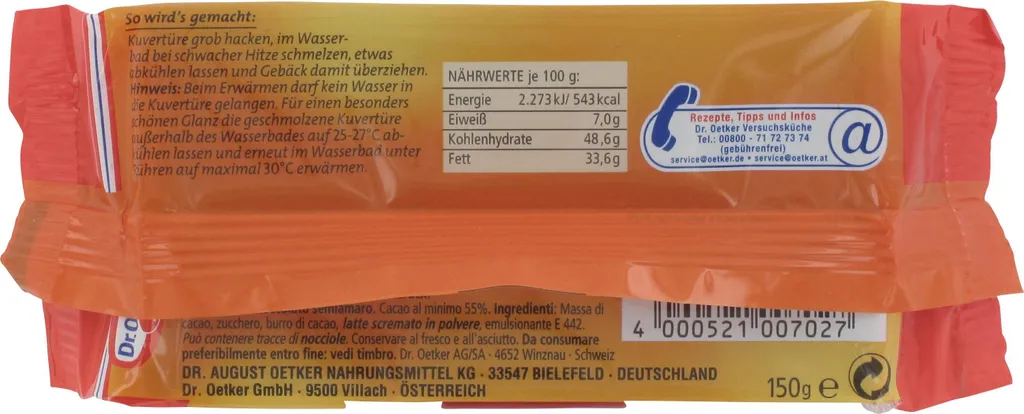 So wird's gemacht:
Kuvertüre grob hacken, im Wasser-
bad bei schwacher Hitze schmelzen, etwas
abkühlen lassen und Gebäck damit überziehen.
Hinweis: Beim Erwärmen darf kein Wasser in
die Kuvertüre gelangen. Für einen besonders
schönen Glanz die geschmolzene Kuvertüre
außerhalb des Wasserbades auf 25-27°C ab-
kühlen lassen und erneut im Wasserbad unter
Rühren auf maximal 30°C erwärmen.
NÄHRWERTE je 100 g:
Energie 2.273 kJ/ 543 kcal
Eiweiß 7,0 g
Kohlenhydrate 48,6 g
Fett 33,6 g
Rezepte, Tipps und Infos
Dr. Oetker Versuchsküche
Tel.: 00800 - 71 72 73 74
(gebührenfrei)
service@oetker.de • service@oetker.at
@
semiamaro. Cacao al minimo 55%. Ingredienti: Massa di
cacao, zucchero, burro di cacao, latte scremato in polvere, emulsionante E 442.
Può contenere tracce di nocciole. Conservare al fresco e all'asciutto. Da consumare
preferibilmente entro fine: vedi timbro. Dr. Oetker AG/SA · 4652 Winznau · Schweiz
DR. AUGUST OETKER NAHRUNGSMITTEL KG · 33547 BIELEFELD · DEUTSCHLAND
Dr. Oetker GmbH · 9500 Villach · ÖSTERREICH
4 000521 007027
150g e
Dr.